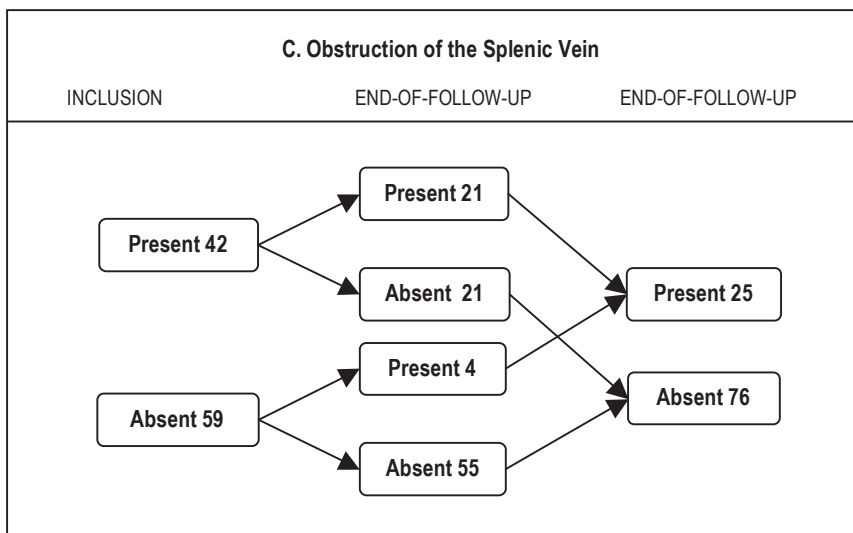 C. Obstruction of the Splenic Vein
INCLUSION END-OF-FOLLOW-UP END-OF-FOLLOW-UP
Present 21
Present 42
Absent 21
Present 25
Present 4
Absent 76
Absent 59
Absent 55